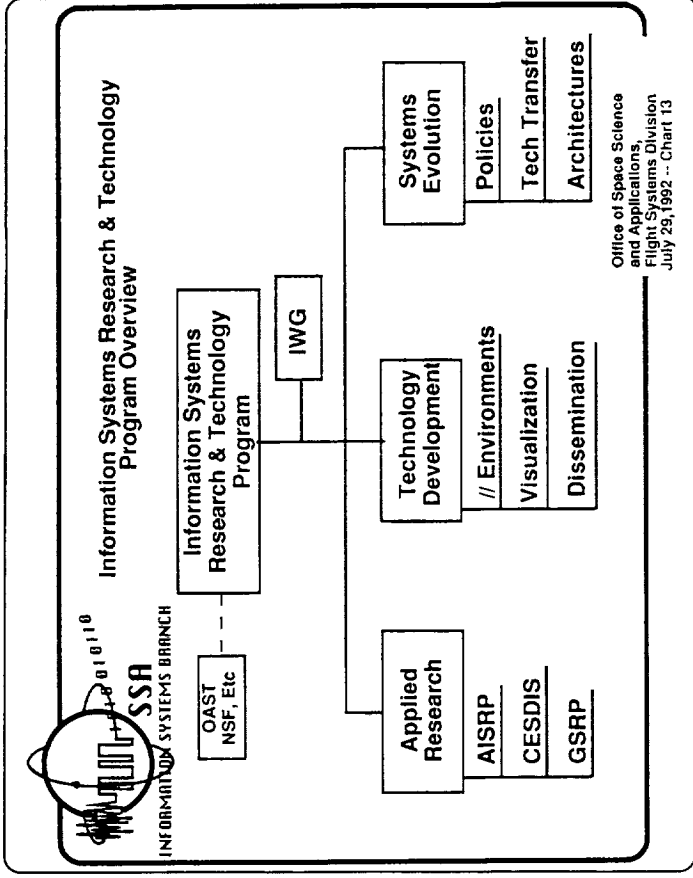 Information Systems Research & Technology
Program Overview
SSA
INFORMATION SYSTEMS BRANCH
Information Systems
Research & Technology
Program
OAST
NSF, Etc
IWG
Applied
Research
AISRP
CESDIS
GSRP
Technology
Development
// Environments
Visualization
Dissemination
Systems
Evolution
Policies
Tech Transfer
Architectures
Office of Space Science
and Applications,
Flight Systems Division
July 29,1992 -- Chart 13